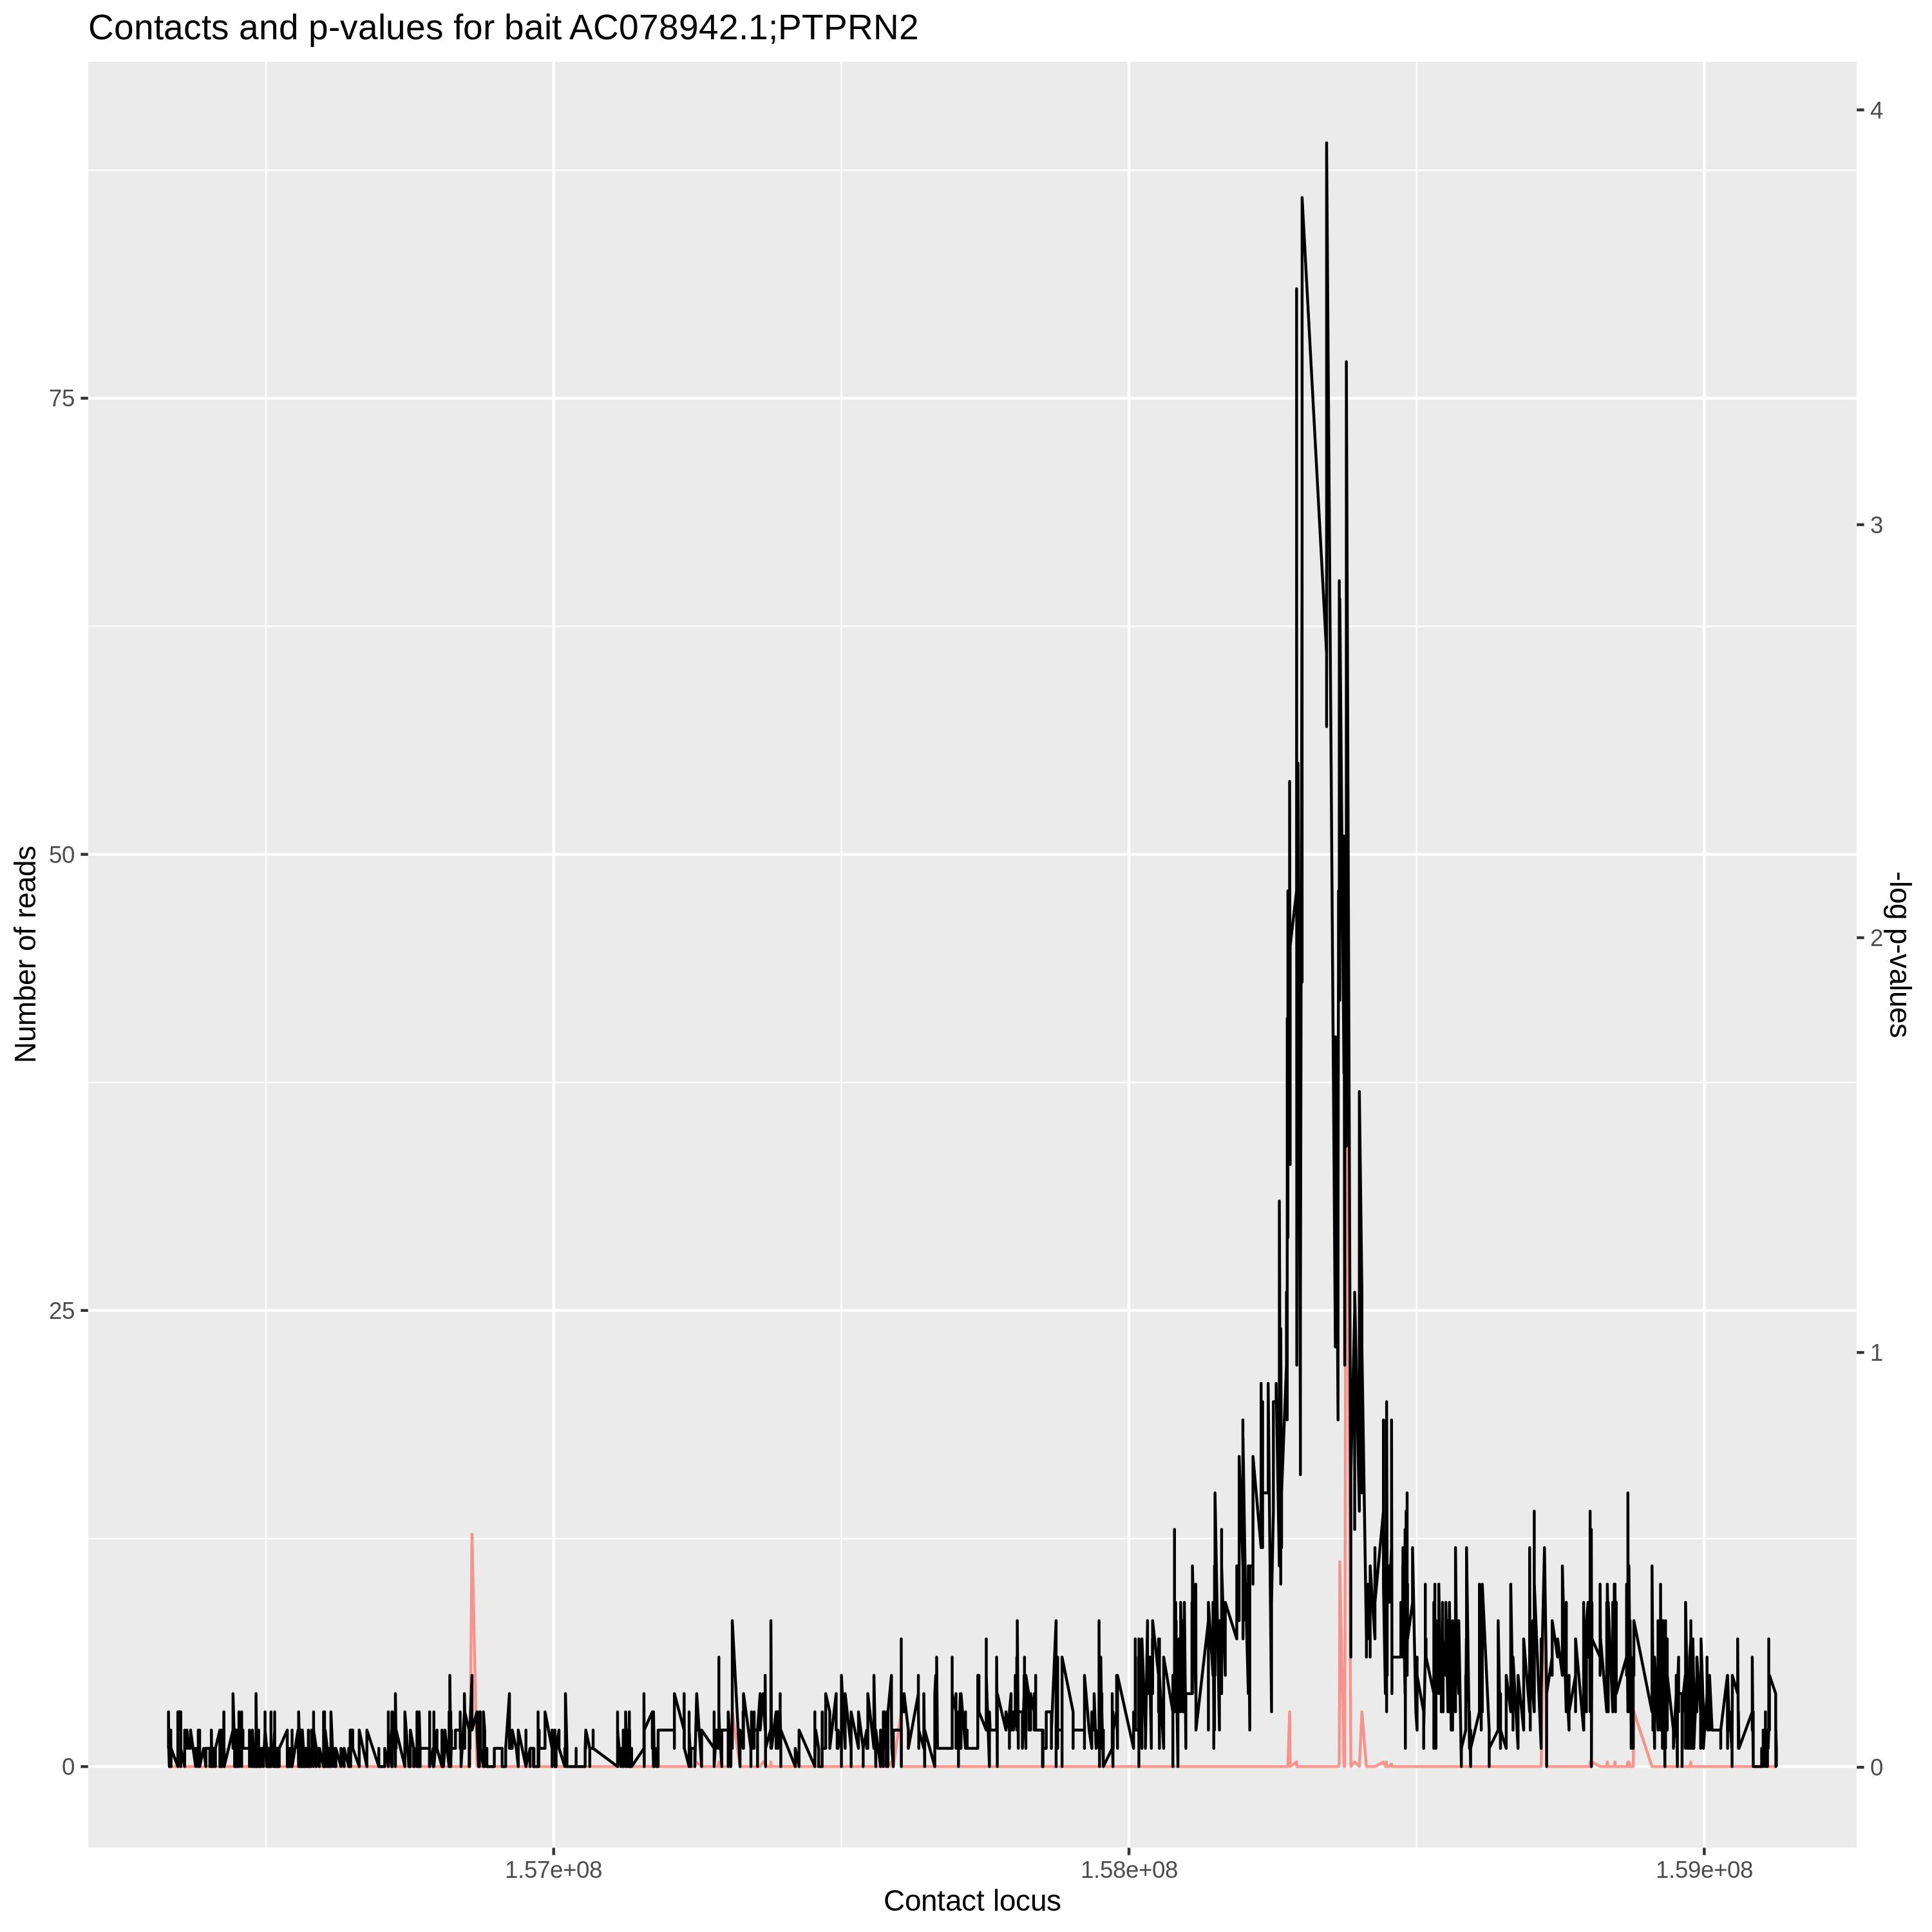 Contacts and p-values for bait AC078942.1;PTPRN2
Number of reads
75
50
25
0
4
3
2
1
0
-log p-values
1.57e+08
1.58e+08
1.59e+08
Contact locus